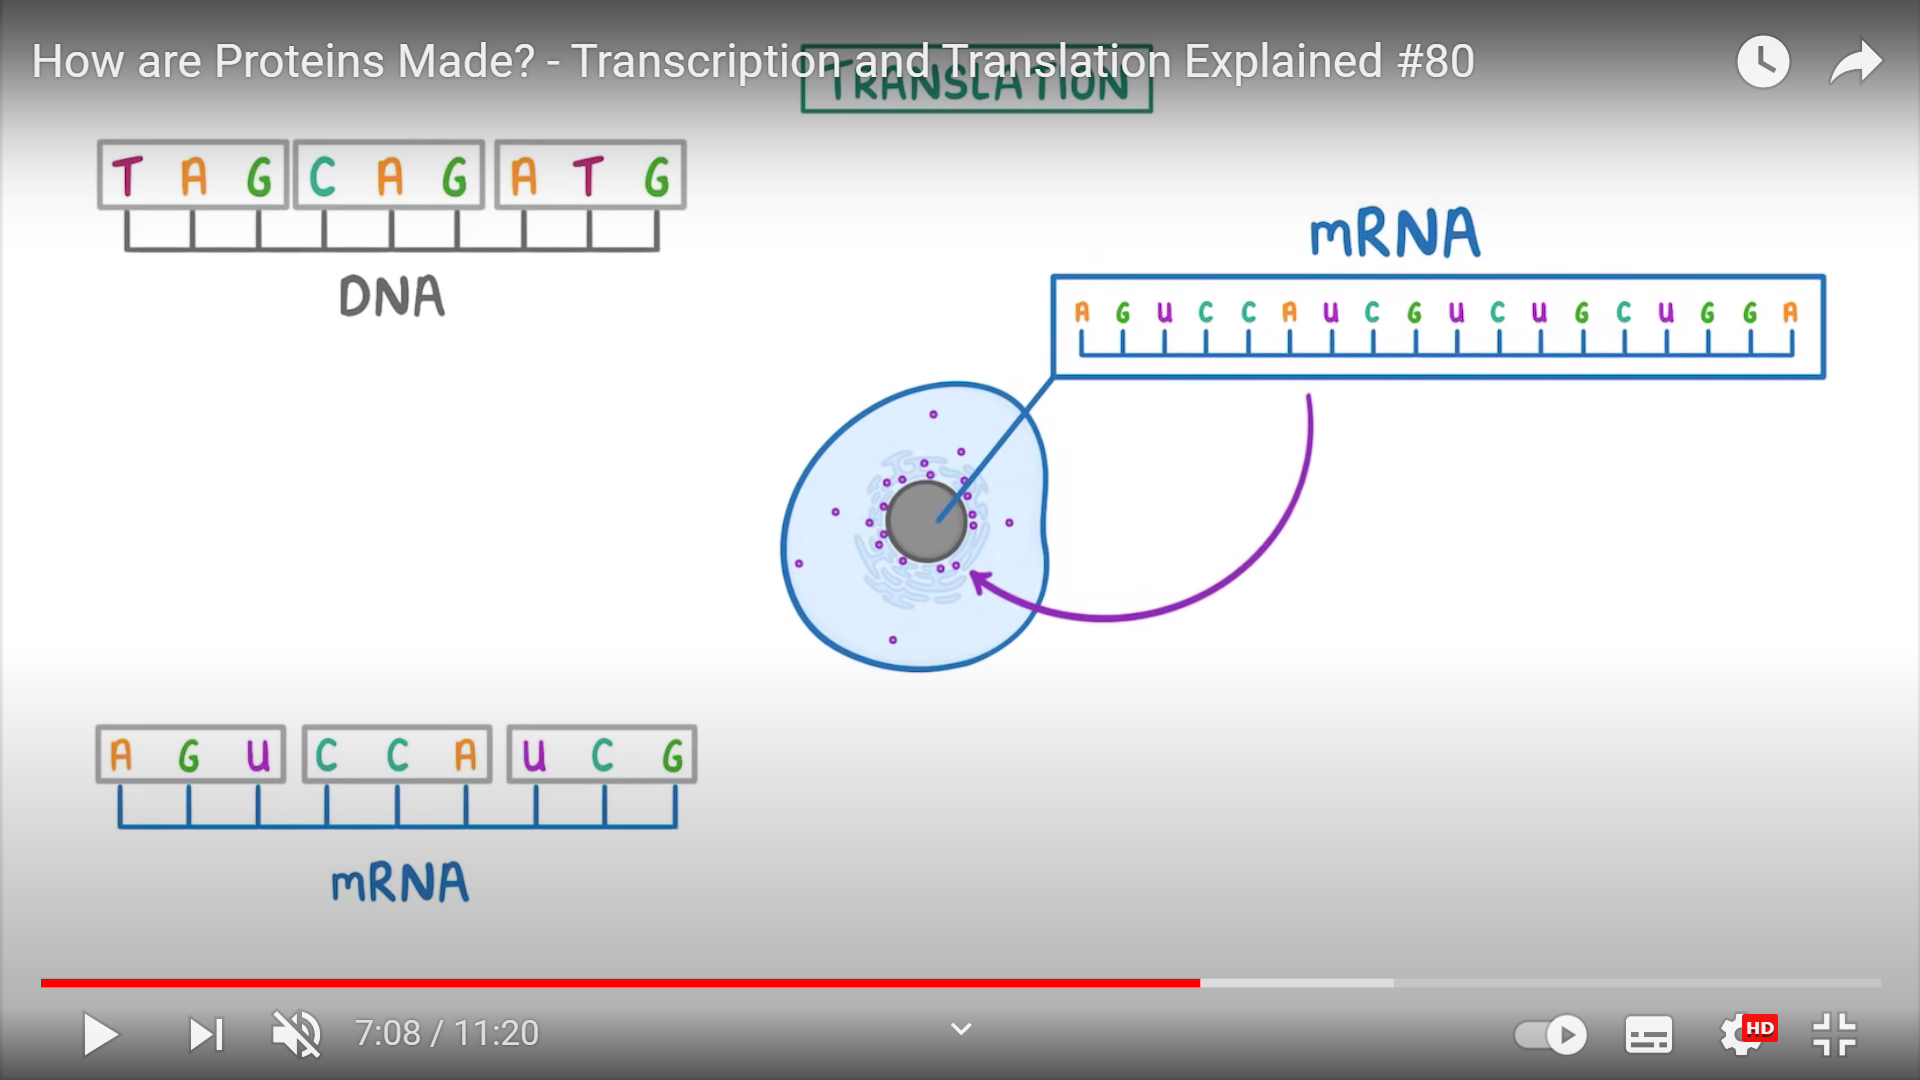 How are Proteins Made? - Transcription and Translation Explained #80
TRANSLATION
T A G C A G A T G
DNA
mRNA
A G U C C A U C G U C U G C U G G A
A G U C C A U C G
mRNA
7:08 / 11:20
HD